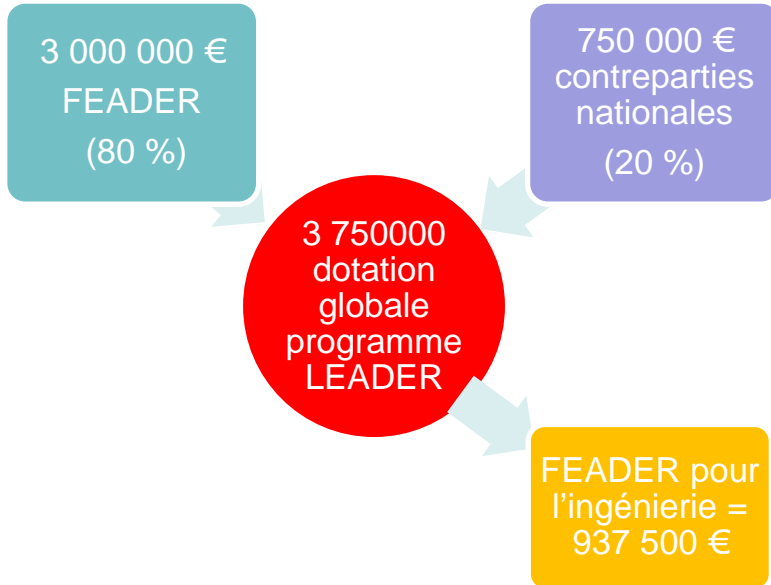 3 000 000 €
FEADER
(80 %)
750 000 €
contreparties
nationales
(20 %)
3 750000
dotation
globale
programme
LEADER
FEADER pour
l'ingénierie =
937 500 €